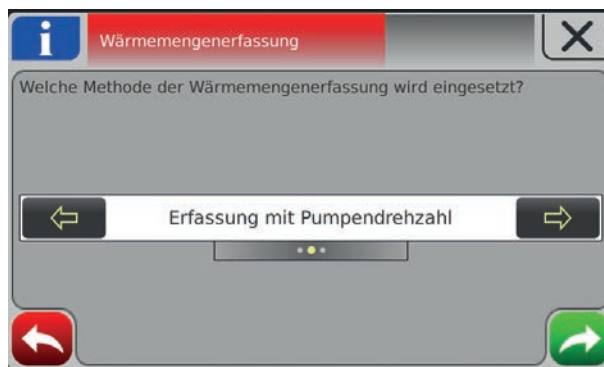 i
Wärmemengenerfassung
Welche Methode der Wärmemengenerfassung wird eingesetzt?
Erfassung mit Pumpendrehzahl